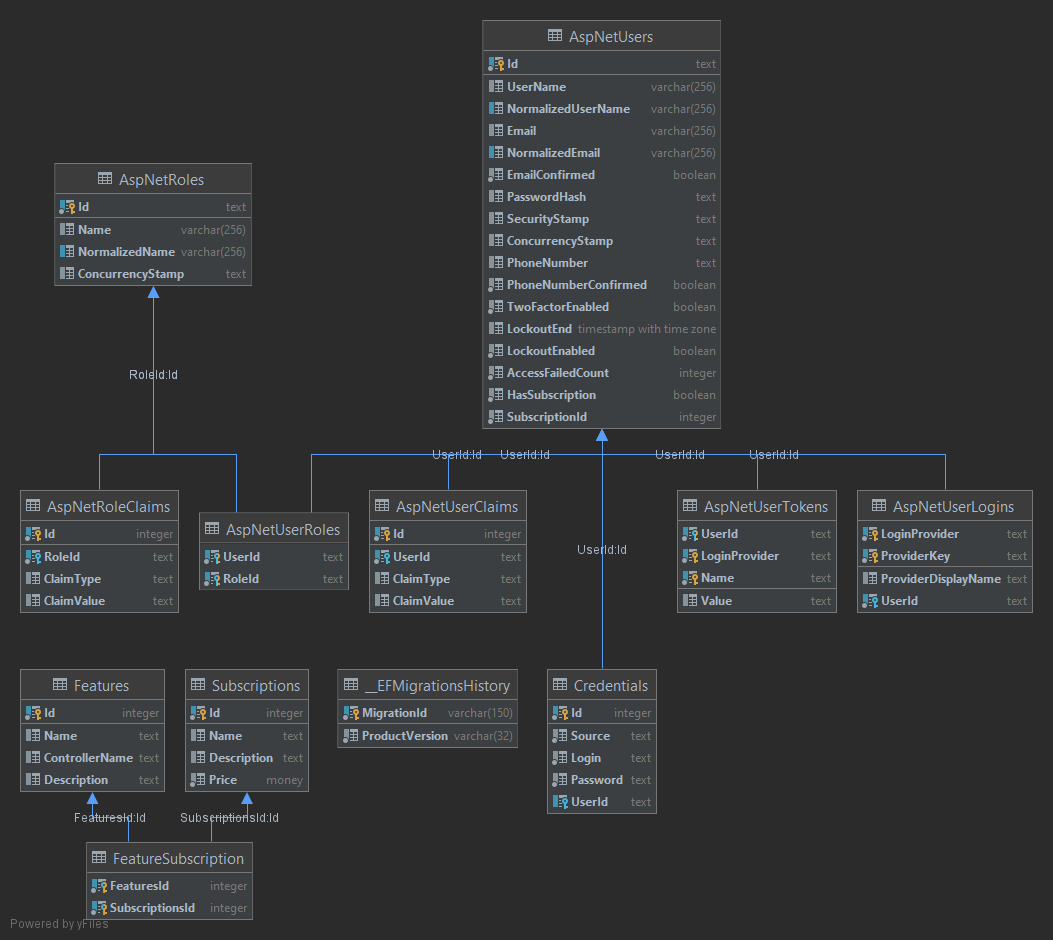 AspNetUsers
Id text
UserName varchar(256)
NormalizedUserName varchar(256)
Email varchar(256)
NormalizedEmail varchar(256)
EmailConfirmed boolean
PasswordHash text
SecurityStamp text
ConcurrencyStamp text
PhoneNumber text
PhoneNumberConfirmed boolean
TwoFactorEnabled boolean
LockoutEnd timestamp with time zone
LockoutEnabled boolean
AccessFailedCount integer
HasSubscription boolean
SubscriptionId integer
AspNetRoles
Id text
Name varchar(256)
NormalizedName varchar(256)
ConcurrencyStamp text
RoleId:Id
UserId:Id UserId:Id UserId:Id UserId:Id
AspNetRoleClaims
Id integer
RoleId text
ClaimType text
ClaimValue text
AspNetUserRoles
UserId text
RoleId text
AspNetUserClaims
Id integer
UserId text
ClaimType text
ClaimValue text
UserId:Id
AspNetUserTokens
UserId text
LoginProvider text
Name text
Value text
AspNetUserLogins
LoginProvider text
ProviderKey text
ProviderDisplayName text
UserId text
Features
Id integer
Name text
ControllerName text
Description text
Subscriptions
Id integer
Name text
Description text
Price money
__EFMigrationsHistory
MigrationId varchar(150)
ProductVersion varchar(32)
Credentials
Id integer
Source text
Login text
Password text
UserId text
FeaturesId:Id SubscriptionsId:Id
FeatureSubscription
FeaturesId integer
SubscriptionsId integer
Powered by yFiles